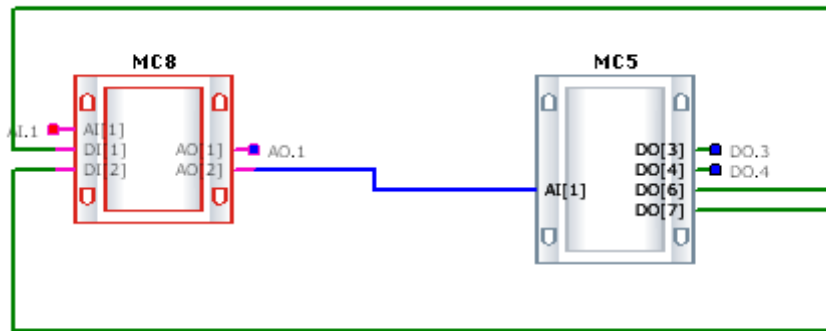 MC8
MC5
AI.1
AI[1]
DI[1]
DI[2]
AO[1]
AO[2]
AO.1
AI[1]
DO[3]
DO[4]
DO[6]
DO[7]
DO.3
DO.4